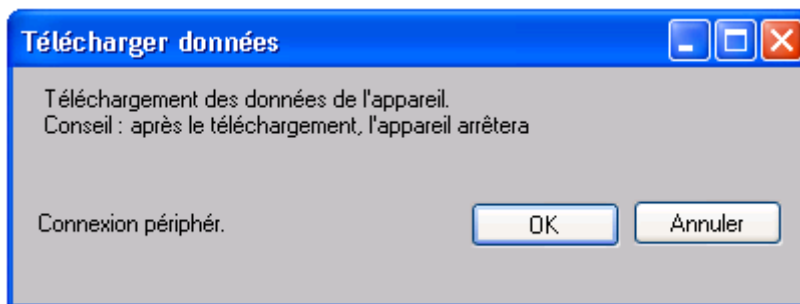 Télécharger données
Téléchargement des données de l'appareil.
Conseil : après le téléchargement, l'appareil arrêtera
Connexion périphér.
OK
Annuler